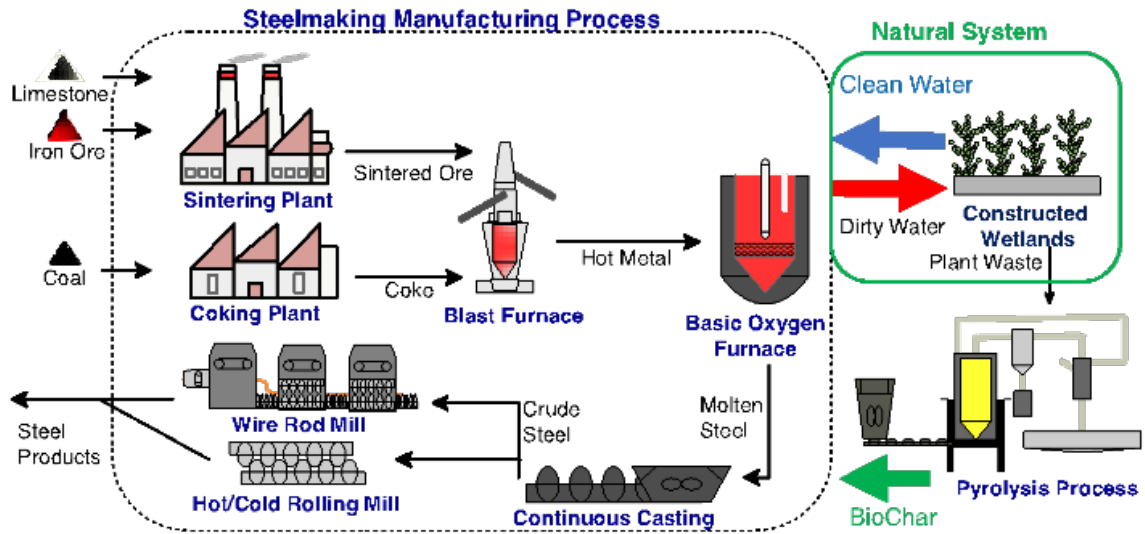 Steelmaking Manufacturing Process
Natural System
Limestone
Iron Ore
Coal
Sintering Plant
Sintered Ore
Coking Plant
Coke
Blast Furnace
Hot Metal
Basic Oxygen
Furnace
Clean Water
Dirty Water
Constructed
Wetlands
Plant Waste
Molten
Steel
Crude
Steel
Wire Rod Mill
Steel
Products
Hot/Cold Rolling Mill
Continuous Casting
Pyrolysis Process
BioChar